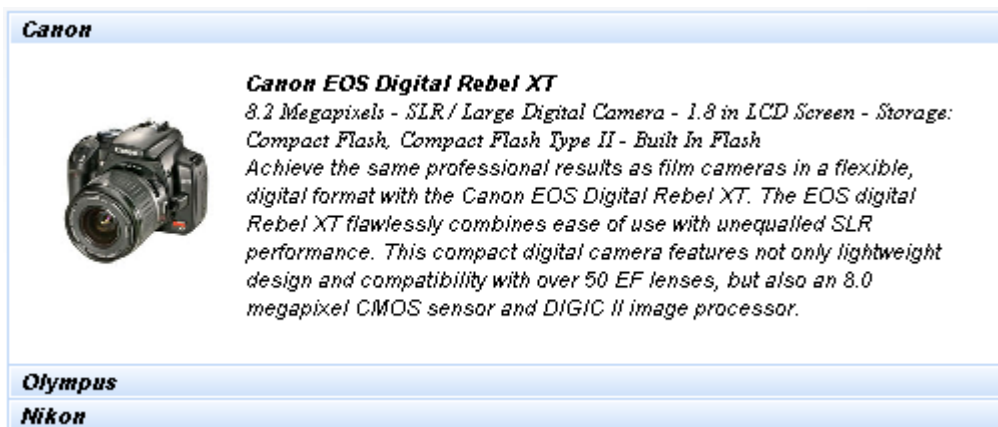 Canon
Canon EOS Digital Rebel XT
8.2 Megapixels - SLR / Large Digital Camera - 1.8 in LCD Screen - Storage:
Compact Flash, Compact Flash Type II - Built In Flash
Achieve the same professional results as film cameras in a flexible,
digital format with the Canon EOS Digital Rebel XT. The EOS digital
Rebel XT flawlessly combines ease of use with unequalled SLR
performance. This compact digital camera features not only lightweight
design and compatibility with over 50 EF lenses, but also an 8.0
megapixel CMOS sensor and DIGIC II image processor.
Canon
Olympus
Nikon